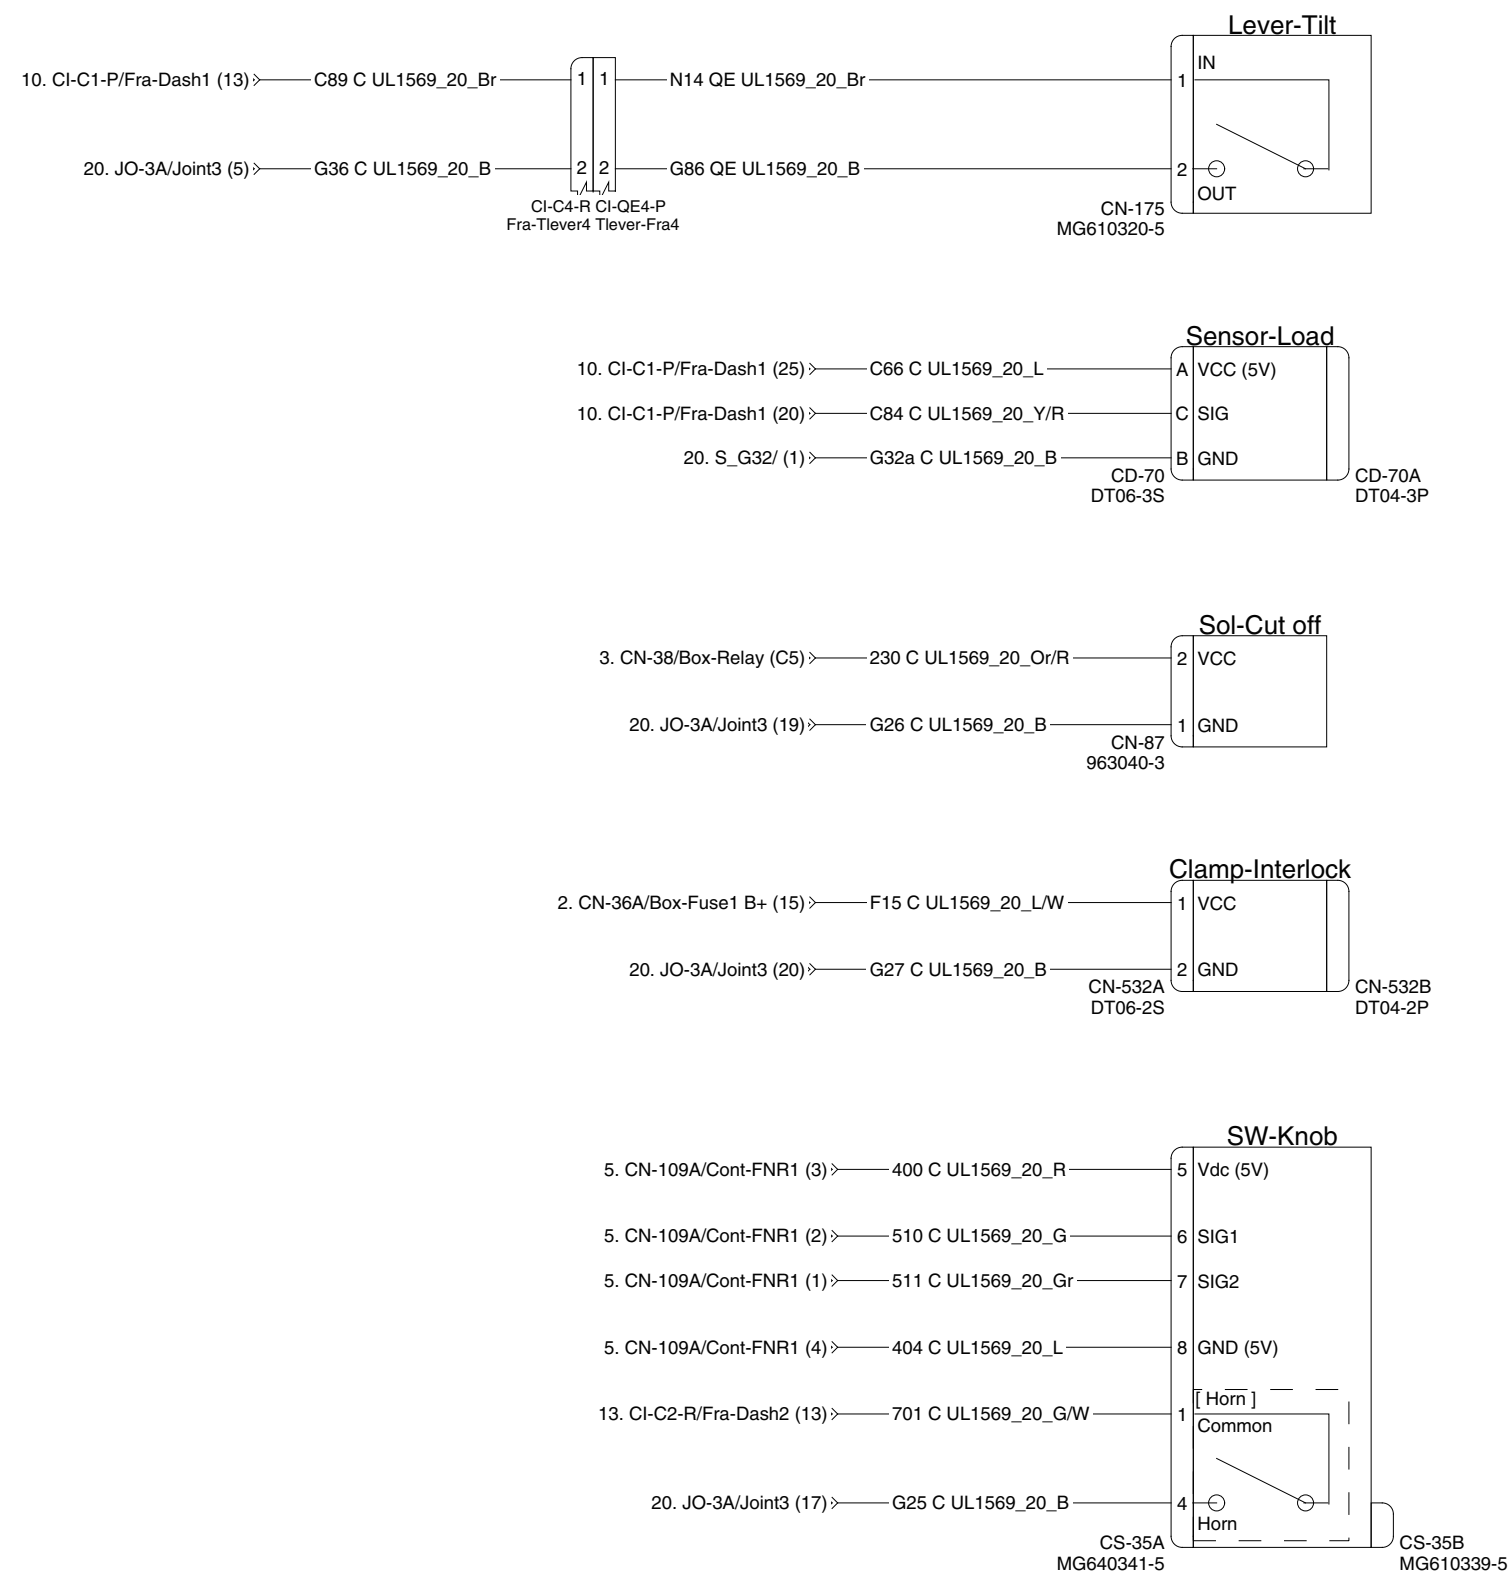 Lever-Tilt
10. CI-C1-P/Fra-Dash1 (13) C89 C UL1569_20_Br 1 1 N14 QE UL1569_20_Br 1 IN
20. JO-3A/Joint3 (5) G36 C UL1569_20_B 2 2 G86 QE UL1569_20_B 2 OUT
CI-C4-R CI-QE4-P
Fra-Tlever4 Tlever-Fra4
CN-175
MG610320-5
Sensor-Load
10. CI-C1-P/Fra-Dash1 (25) C66 C UL1569_20_L A VCC (5V)
10. CI-C1-P/Fra-Dash1 (20) C84 C UL1569_20_Y/R C SIG
20. S_G32/ (1) G32a C UL1569_20_B B GND
CD-70 CD-70A
DT06-3S DT04-3P
Sol-Cut off
3. CN-38/Box-Relay (C5) 230 C UL1569_20_Or/R 2 VCC
20. JO-3A/Joint3 (19) G26 C UL1569_20_B 1 GND
CN-87
963040-3
Clamp-Interlock
2. CN-36A/Box-Fuse1 B+ (15) F15 C UL1569_20_L/W 1 VCC
20. JO-3A/Joint3 (20) G27 C UL1569_20_B 2 GND
CN-532A CN-532B
DT06-2S DT04-2P
SW-Knob
5. CN-109A/Cont-FNR1 (3) 400 C UL1569_20_R 5 Vdc (5V)
5. CN-109A/Cont-FNR1 (2) 510 C UL1569_20_G 6 SIG1
5. CN-109A/Cont-FNR1 (1) 511 C UL1569_20_Gr 7 SIG2
5. CN-109A/Cont-FNR1 (4) 404 C UL1569_20_L 8 GND (5V)
[ Horn ]
13. CI-C2-R/Fra-Dash2 (13) 701 C UL1569_20_G/W 1 Common
20. JO-3A/Joint3 (17) G25 C UL1569_20_B 4 Horn
CS-35A CS-35B
MG640341-5 MG610339-5